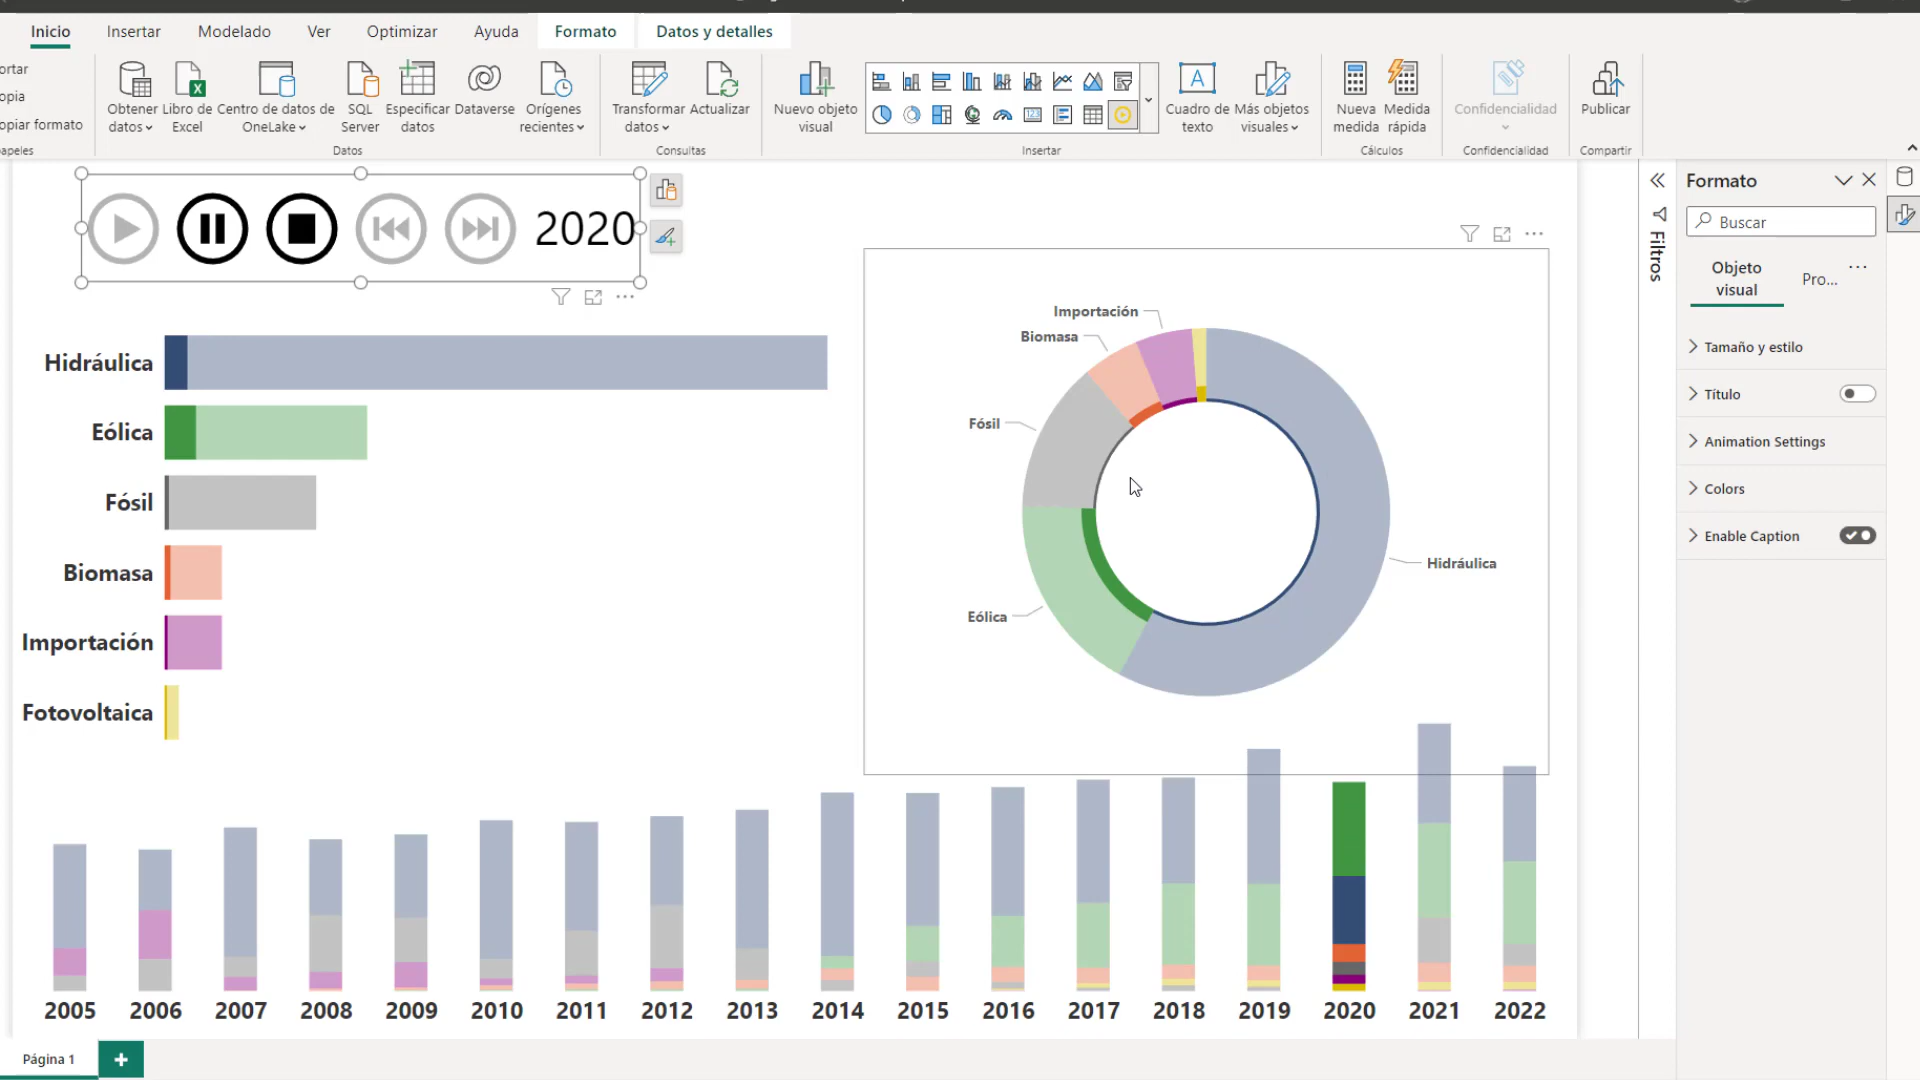 Inicio
Insertar
Modelado
Ver
Optimizar
Ayuda
Formato
Datos y detalles
ortar
opia
opiar formato
apeles
Obtener
datos
Libro de
Excel
Centro de datos de
OneLake
SQL
Server
Especificar
datos
Dataverse
Orígenes
recientes
Datos
Transformar
datos
Actualizar
Consultas
Nuevo objeto
visual
A
123
Cuadro de
texto
Más objetos
visuales
Insertar
Nueva
medida
Medida
rápida
Cálculos
Confidencialidad
Confidencialidad
Publicar
Compartir
2020
Hidráulica
Eólica
Fósil
Biomasa
Importación
Fotovoltaica
Importación
Biomasa
Fósil
Eólica
Hidráulica
2005 2006 2007 2008 2009 2010 2011 2012 2013 2014 2015 2016 2017 2018 2019 2020 2021 2022
Filtros
Formato
Buscar
Objeto
visual
Pro...
Tamaño y estilo
Título
Animation Settings
Colors
Enable Caption
Página 1